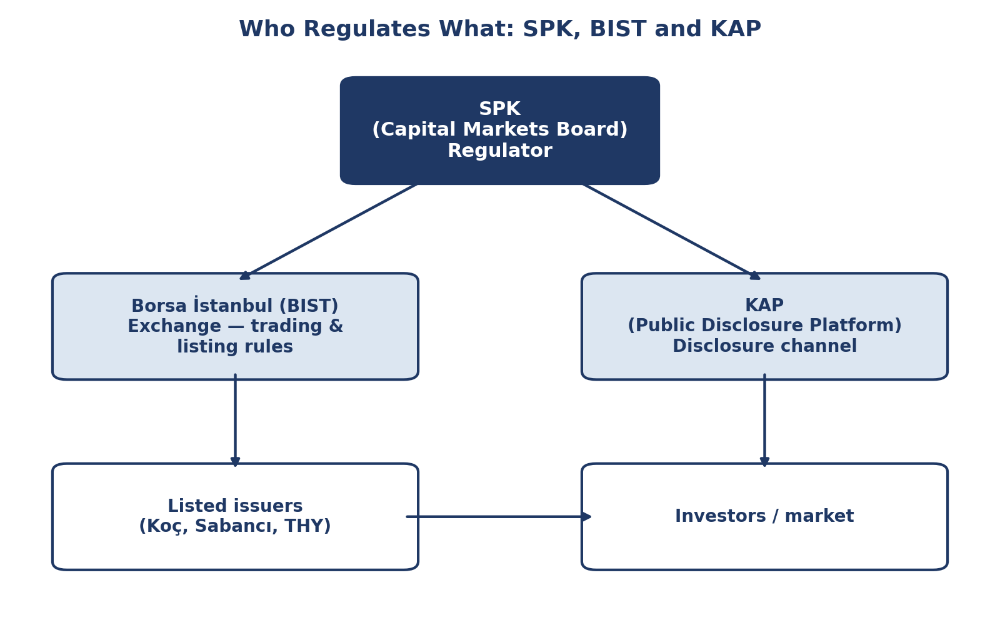 Who Regulates What: SPK, BIST and KAP
SPK
(Capital Markets Board)
Regulator
Borsa İstanbul (BIST)
Exchange — trading &
listing rules
KAP
(Public Disclosure Platform)
Disclosure channel
Listed issuers
(Koç, Sabancı, THY)
Investors / market